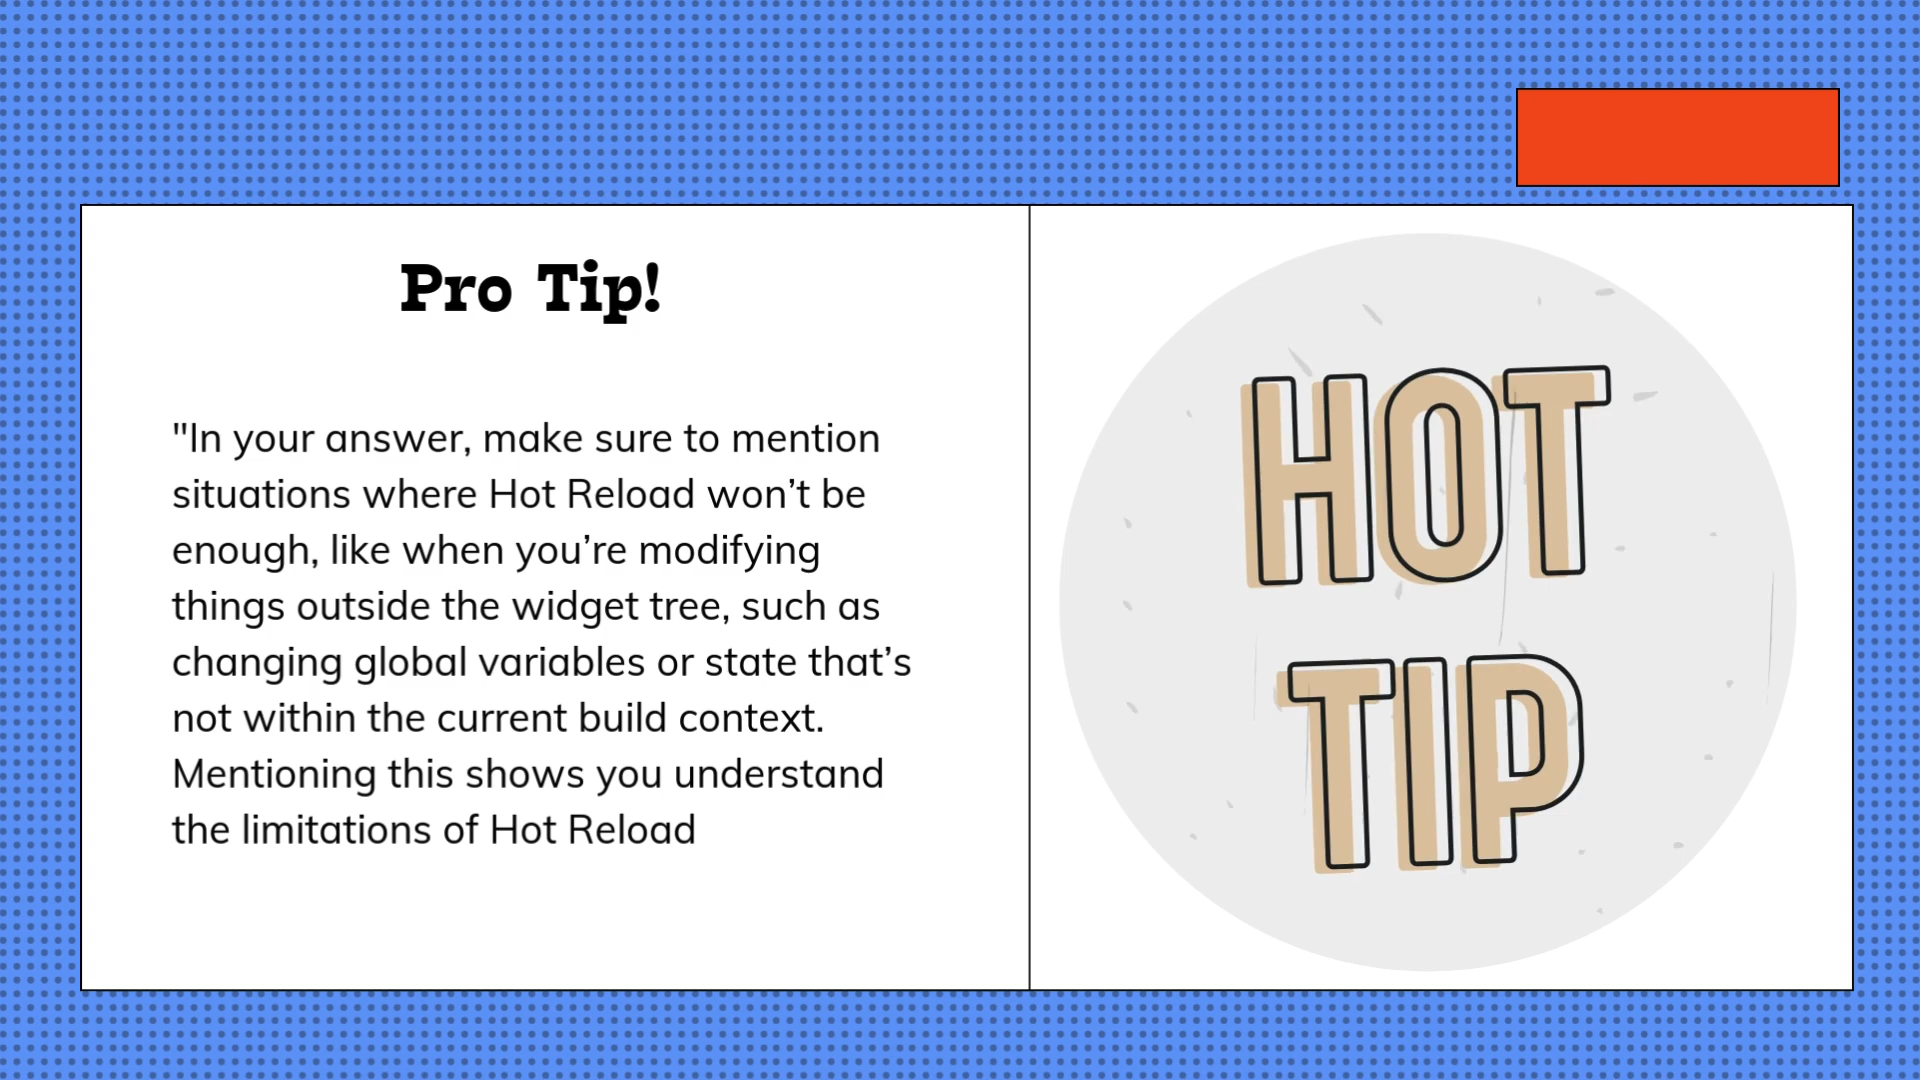 Pro Tip!
"In your answer, make sure to mention
situations where Hot Reload won’t be
enough, like when you’re modifying
things outside the widget tree, such as
changing global variables or state that’s
not within the current build context.
Mentioning this shows you understand
the limitations of Hot Reload
HOT
TIP